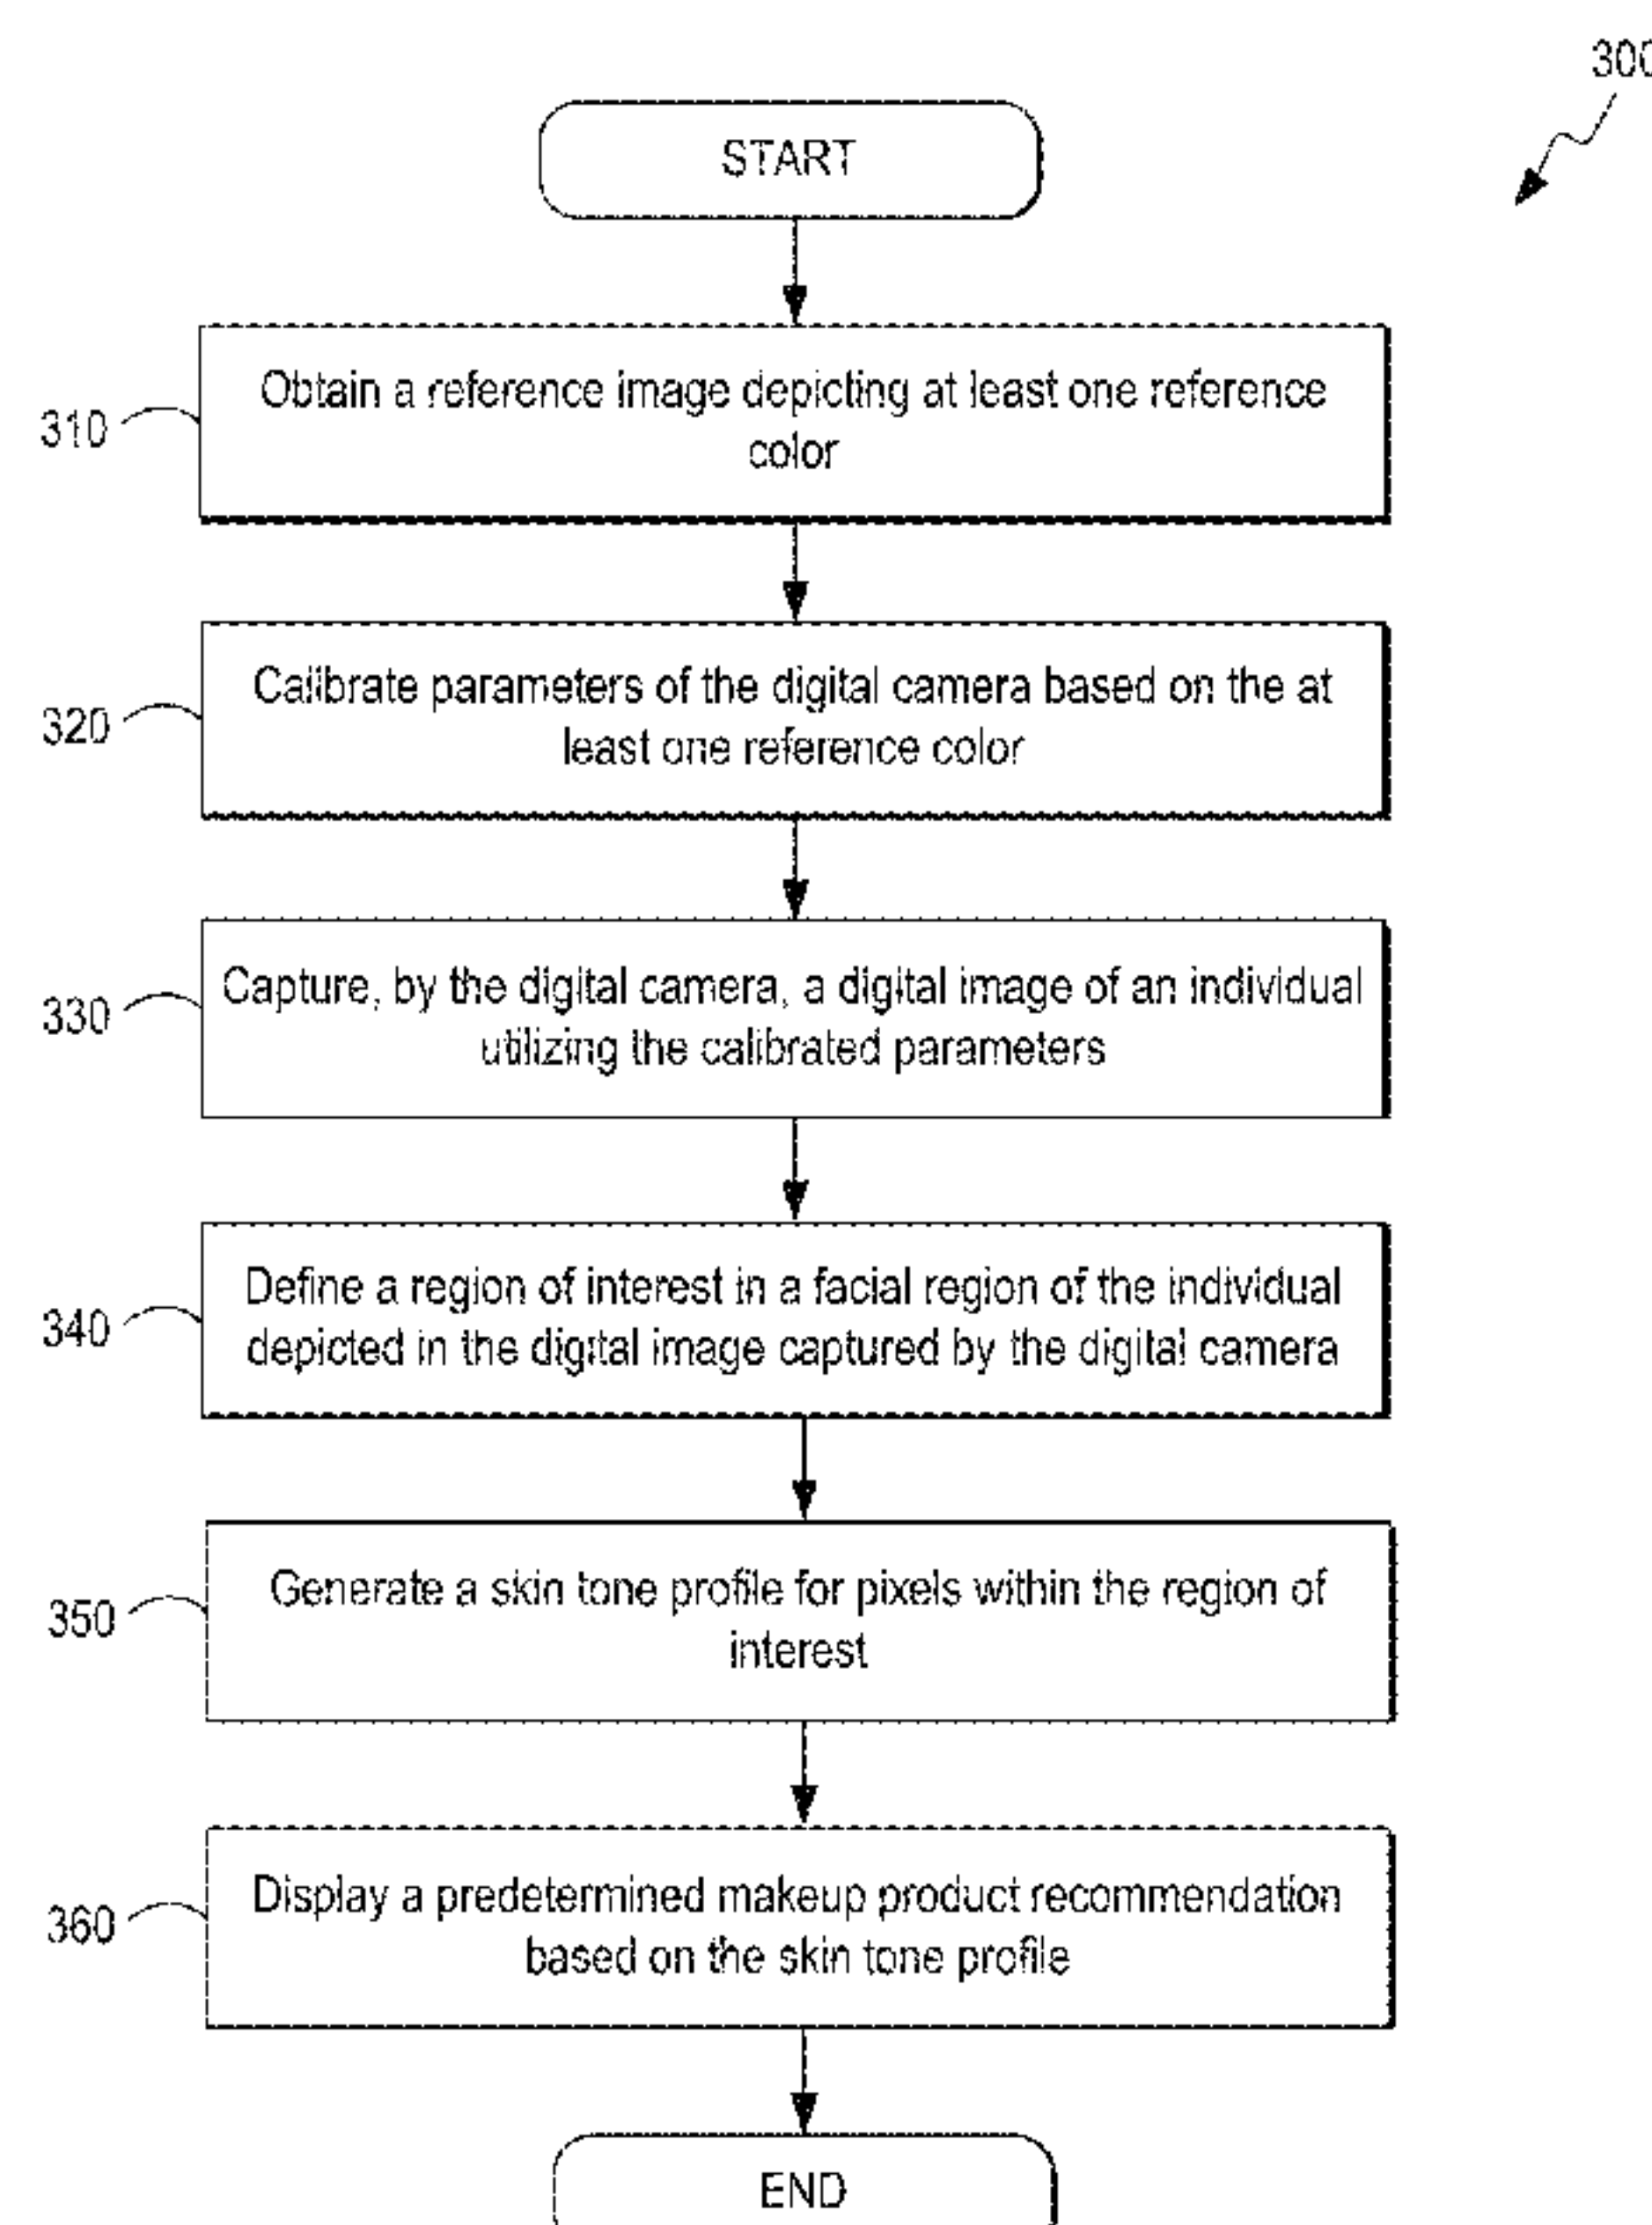 300
START
310
Obtain a reference image depicting at least one reference
color
320
Calibrate parameters of the digital camera based on the at
least one reference color
330
Capture, by the digital camera, a digital image of an individual
utilizing the calibrated parameters
340
Define a region of interest in a facial region of the individual
depicted in the digital image captured by the digital camera
350
Generate a skin tone profile for pixels within the region of
interest
360
Display a predetermined makeup product recommendation
based on the skin tone profile
END